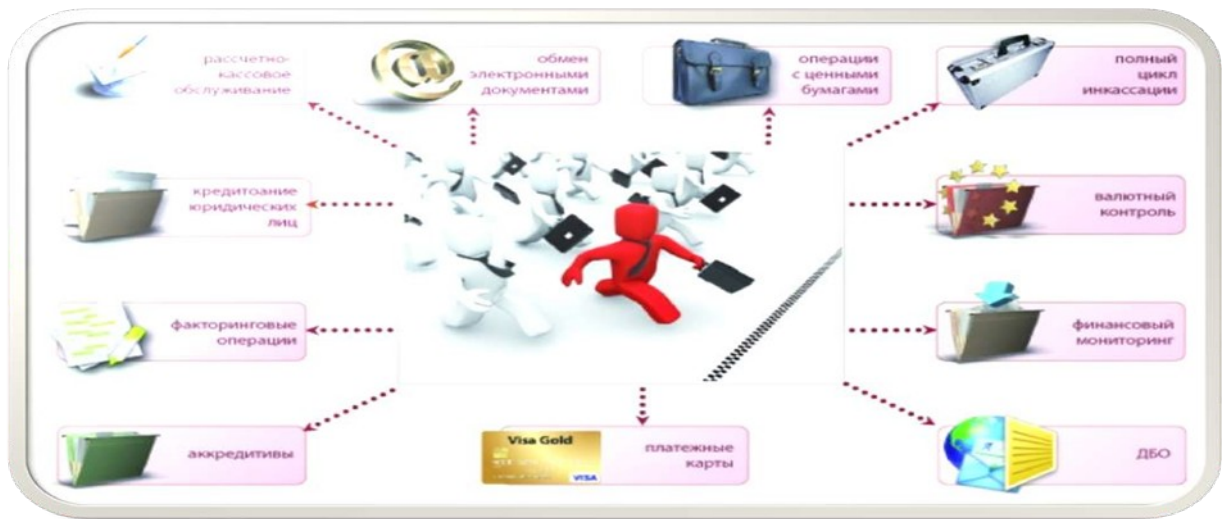 рассчетно-
кассовое
обслуживание
обмен
электронными
документами
операции
с ценными
бумагами
полный
цикл
инкассации
кредитоание
юридических
лиц
валютный
контроль
факторинговые
операции
финансовый
мониторинг
аккредитивы
Visa Gold
VISA
платежные
карты
ДБО